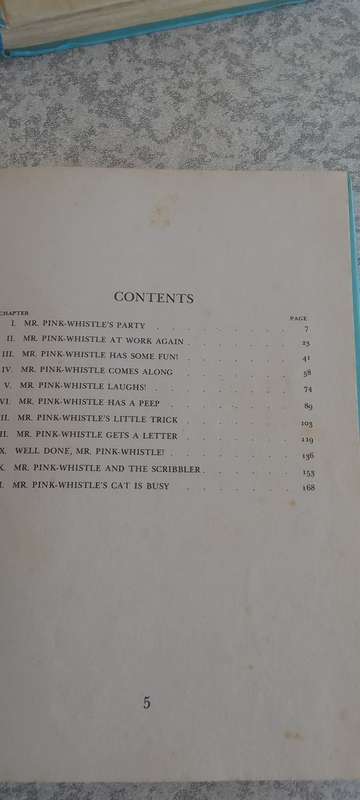 CONTENTS
CHAPTER PAGE
I. MR. PINK-WHISTLE'S PARTY 7
II. MR. PINK-WHISTLE AT WORK AGAIN 23
III. MR. PINK-WHISTLE HAS SOME FUN! 41
IV. MR. PINK-WHISTLE COMES ALONG 58
V. MR. PINK-WHISTLE LAUGHS! 74
VI. MR. PINK-WHISTLE HAS A PEEP 89
II. MR. PINK-WHISTLE'S LITTLE TRICK 103
II. MR. PINK-WHISTLE GETS A LETTER 119
X. WELL DONE, MR. PINK-WHISTLE! 136
X. MR. PINK-WHISTLE AND THE SCRIBBLER 153
I. MR. PINK-WHISTLE'S CAT IS BUSY 168
5